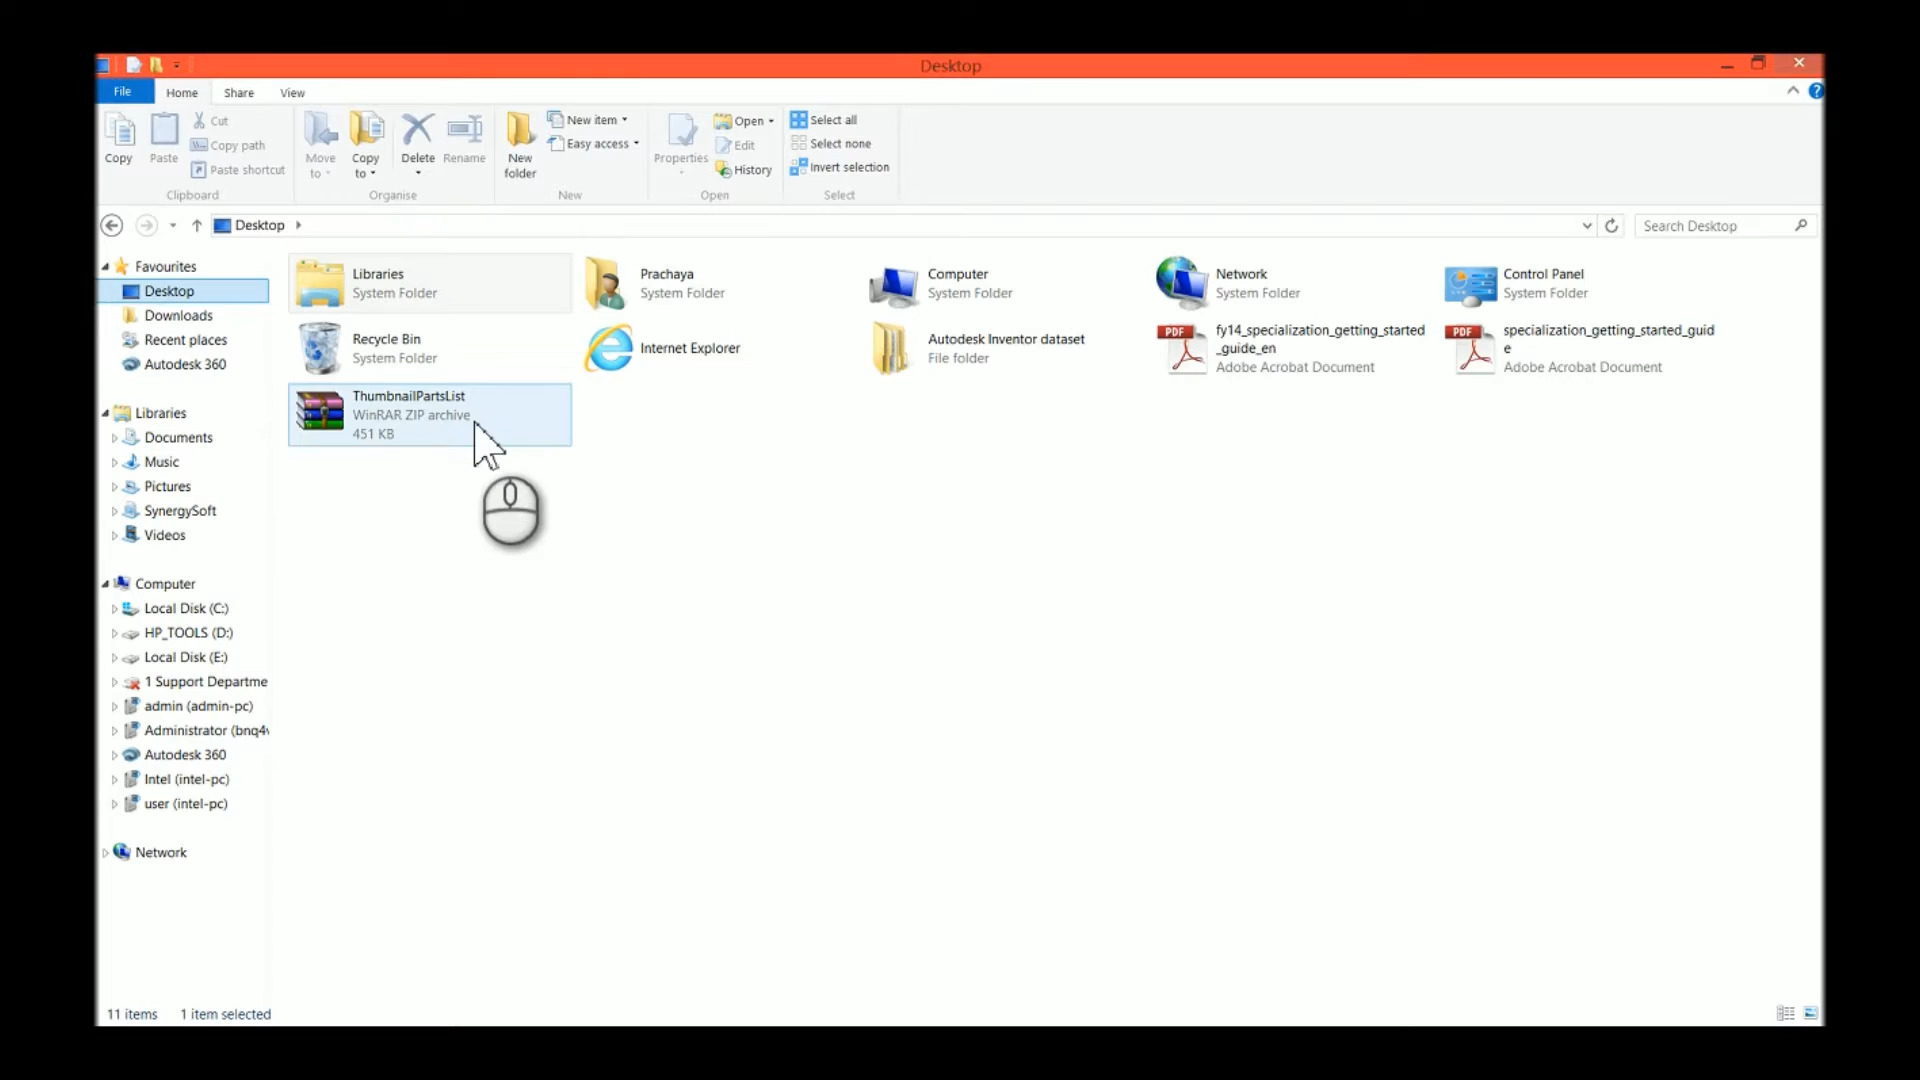 Desktop
File Home Share View
Copy
Paste
Cut
Copy path
Paste shortcut
Clipboard
Move to
Copy to
Delete
Rename
Organise
New folder
New item
Easy access
New
Properties
Open
Edit
History
Open
Select all
Select none
Invert selection
Select
Desktop
Search Desktop
Favourites
Desktop
Downloads
Recent places
Autodesk 360
Libraries
Documents
Music
Pictures
SynergySoft
Videos
Computer
Local Disk (C:)
HP_TOOLS (D:)
Local Disk (E:)
1 Support Departme
admin (admin-pc)
Administrator (bnq4
Autodesk 360
Intel (intel-pc)
user (intel-pc)
Network
Libraries
System Folder
Prachaya
System Folder
Computer
System Folder
Network
System Folder
Control Panel
System Folder
Recycle Bin
System Folder
Internet Explorer
Autodesk Inventor dataset
File folder
PDF
fy14_specialization_getting_started
_guide_en
Adobe Acrobat Document
PDF
specialization_getting_started_guid
e
Adobe Acrobat Document
ThumbnailPartsList
WinRAR ZIP archive
451 KB
11 items 1 item selected